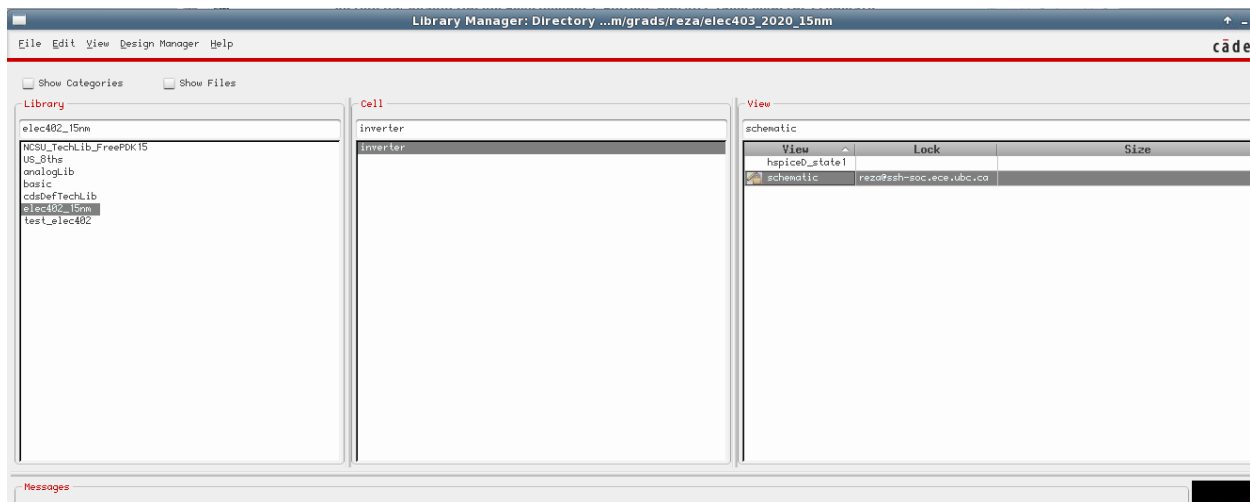 Library Manager: Directory ...m/grads/reza/elec403_2020_15nm
File Edit View Design Manager Help
cāde
Show Categories Show Files
Library
elec402_15nm
NCSU_TechLib_FreePDK15
US_8ths
analogLib
basic
cdsDefTechLib
elec402_15nm
test_elec402
Cell
inverter
inverter
View
schematic
View Lock Size
hspiceD_state1
schematic reza@ssh-soc.ece.ubc.ca
Messages